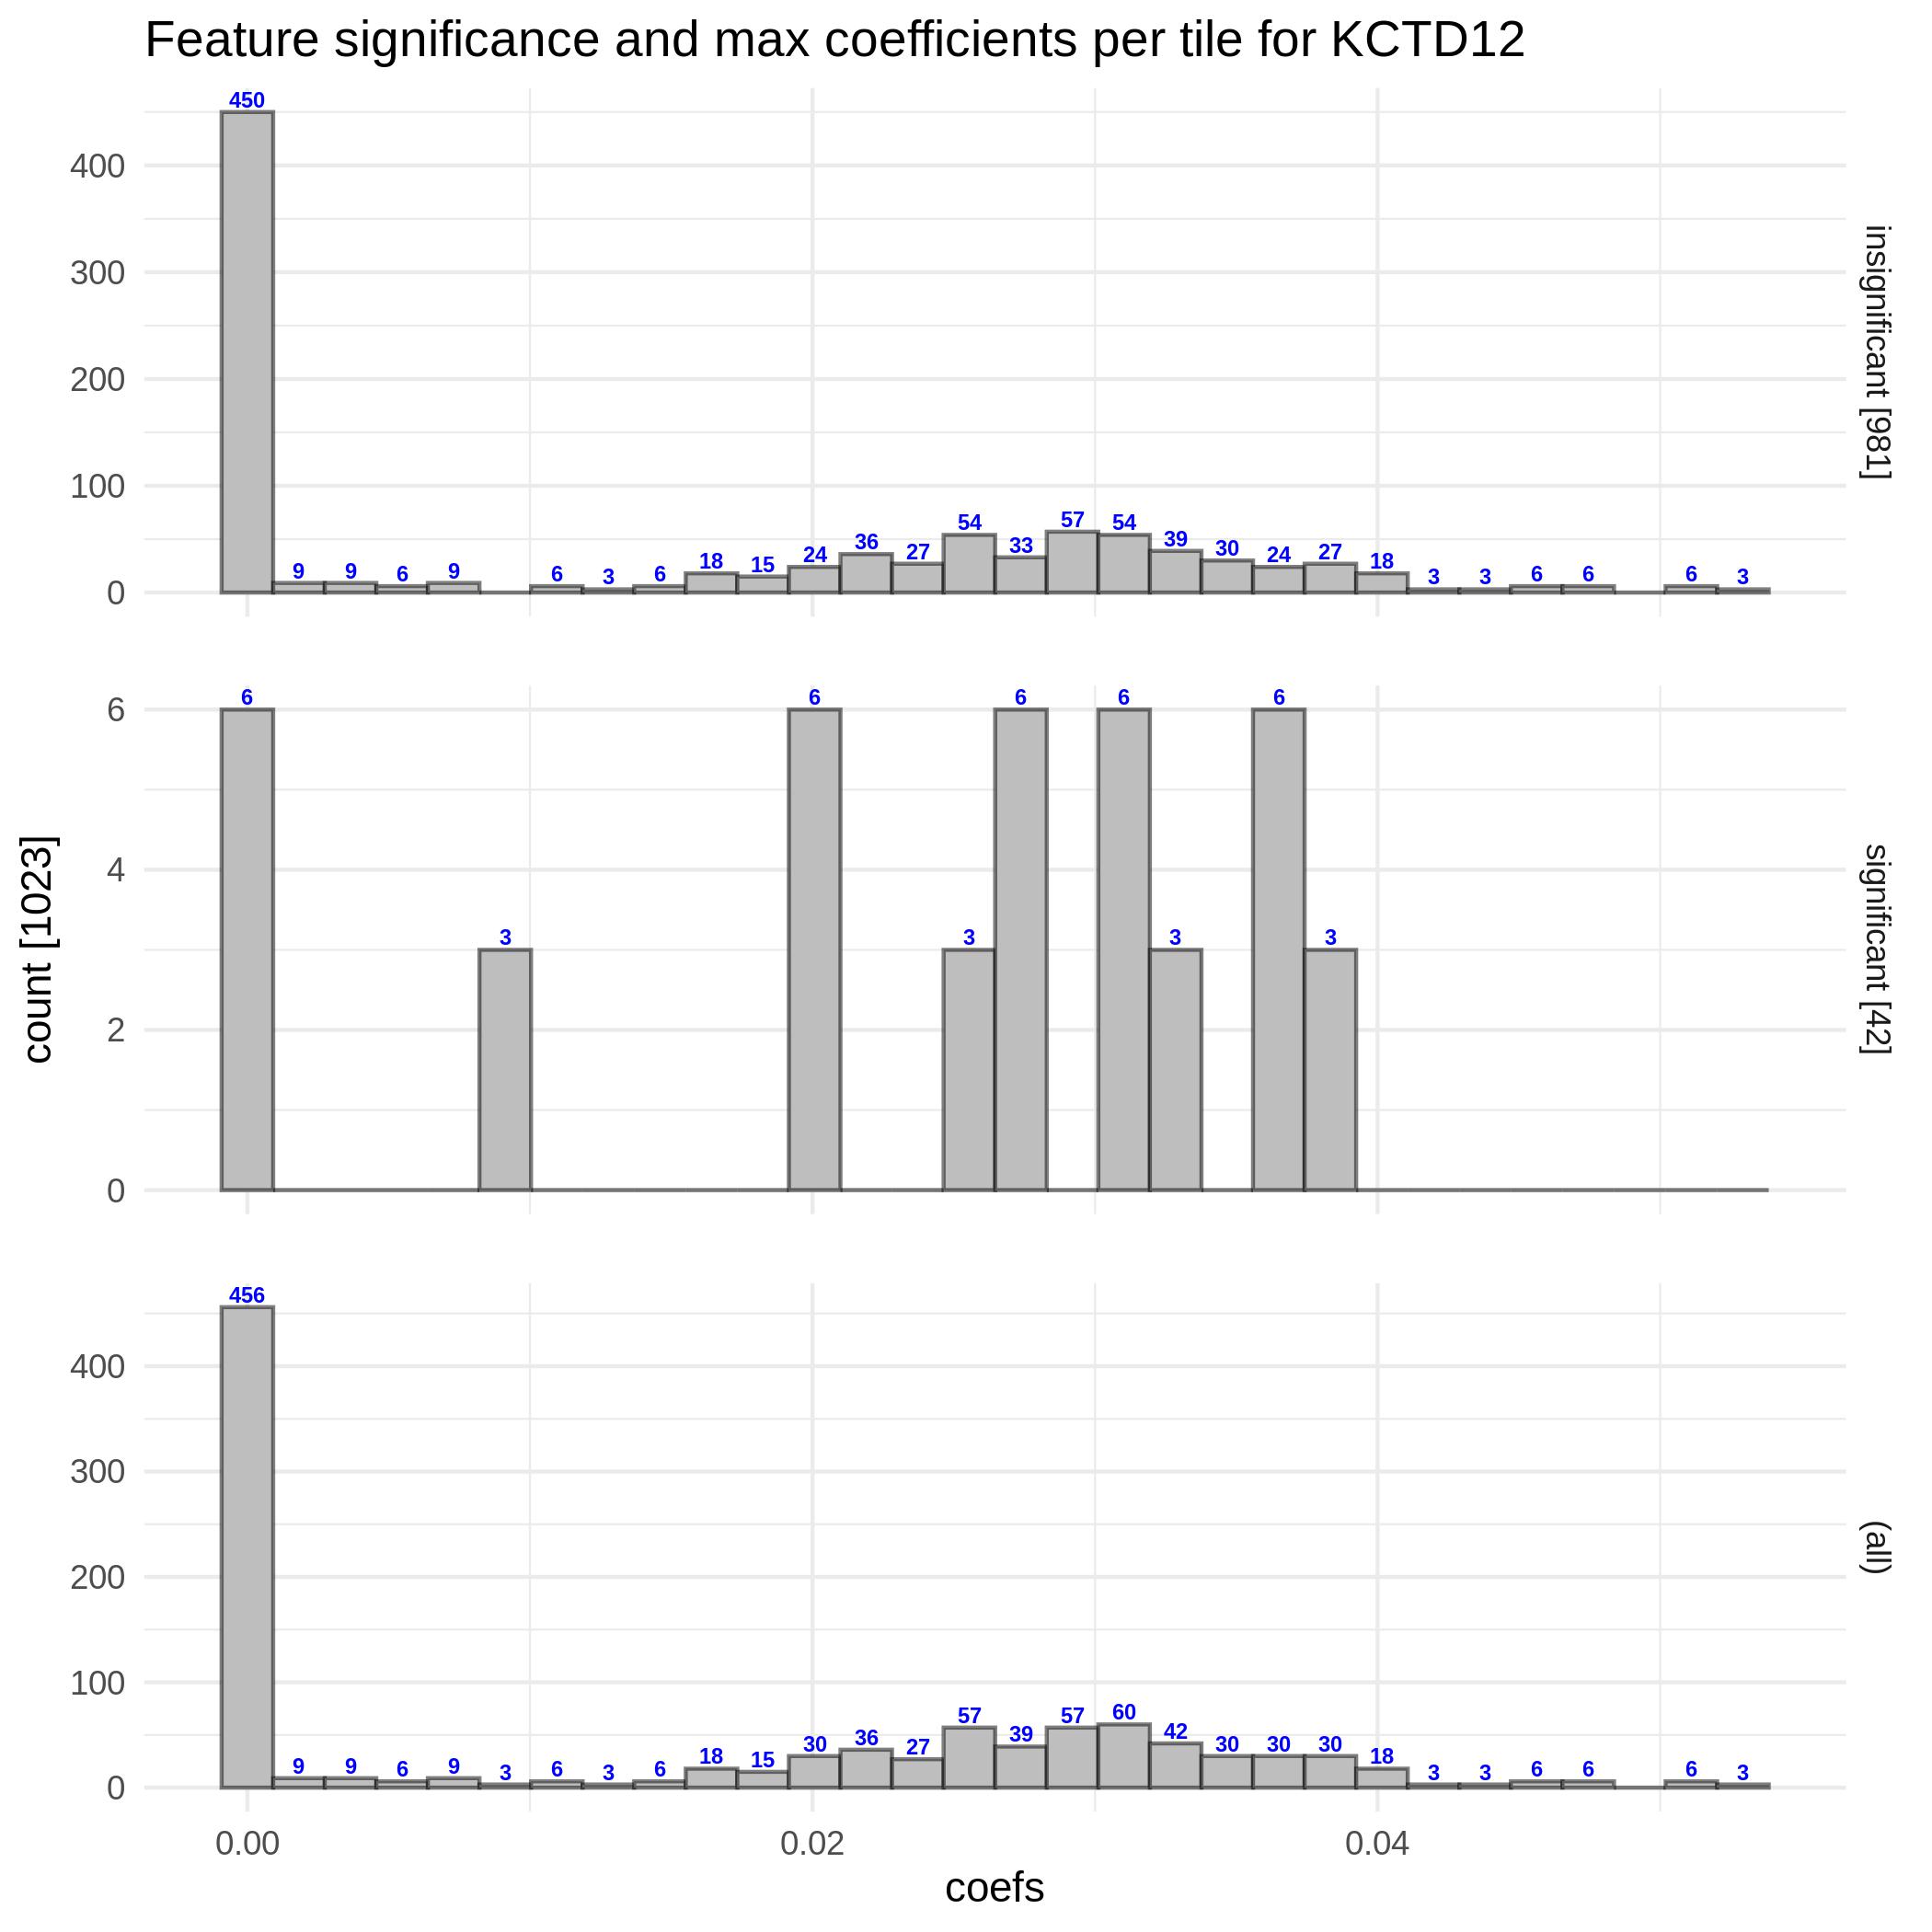 Feature significance and max coefficients per tile for KCTD12
450
400
300
200
100
0
9 9 6 9 6 3 6 18 15 24 36 27 54 33 57 54 39 30 24 27 18 3 3 6 6 6 3
insignificant [981]
6 6 6 6 6
3 3 3 3
6
4
2
0
significant [42]
count [1023]
456
400
300
200
100
0
9 9 6 9 3 6 3 6 18 15 30 36 27 57 39 57 60 42 30 30 30 18 3 3 6 6 6 3
(all)
0.00 0.02 0.04
coefs